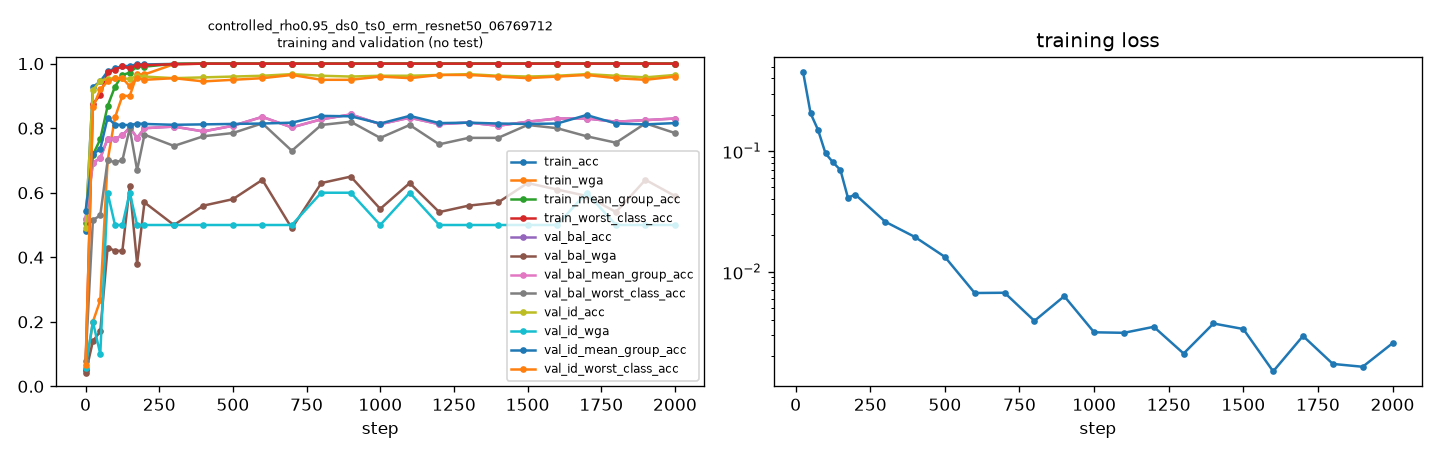 controlled_rho0.95_ds0_ts0_erm_resnet50_06769712
training and validation (no test)
1.0
0.8
0.6
0.4
0.2
0.0
train_acc
train_wga
train_mean_group_acc
train_worst_class_acc
val_bal_acc
val_bal_wga
val_bal_mean_group_acc
val_bal_worst_class_acc
val_id_acc
val_id_wga
val_id_mean_group_acc
val_id_worst_class_acc
0 250 500 750 1000 1250 1500 1750 2000
step
training loss
10⁻¹
10⁻²
0 250 500 750 1000 1250 1500 1750 2000
step